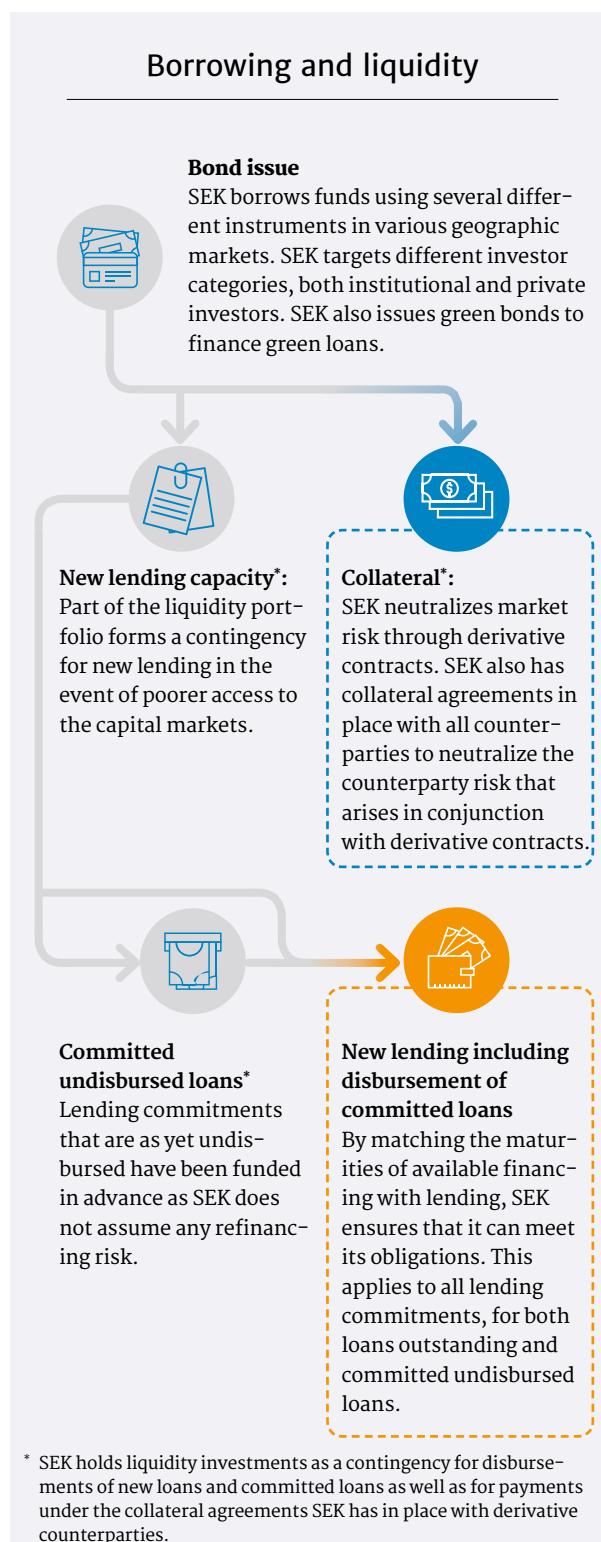 Borrowing and liquidity
Bond issue
SEK borrows funds using several differ-
ent instruments in various geographic
markets. SEK targets different investor
categories, both institutional and private
investors. SEK also issues green bonds to
finance green loans.
New lending capacity*:
Part of the liquidity port-
folio forms a contingency
for new lending in the
event of poorer access to
the capital markets.
Collateral*:
SEK neutralizes market
risk through derivative
contracts. SEK also has
collateral agreements in
place with all counter-
parties to neutralize the
counterparty risk that
arises in conjunction
with derivative contracts.
Committed
undisbursed loans*
Lending commitments
that are as yet undis-
bursed have been funded
in advance as SEK does
not assume any refinanc-
ing risk.
New lending including
disbursement of
committed loans
By matching the matur-
ities of available financ-
ing with lending, SEK
ensures that it can meet
its obligations. This
applies to all lending
commitments, for both
loans outstanding and
committed undisbursed
loans.
* SEK holds liquidity investments as a contingency for disburse-
ments of new loans and committed loans as well as for payments
under the collateral agreements SEK has in place with derivative
counterparties.